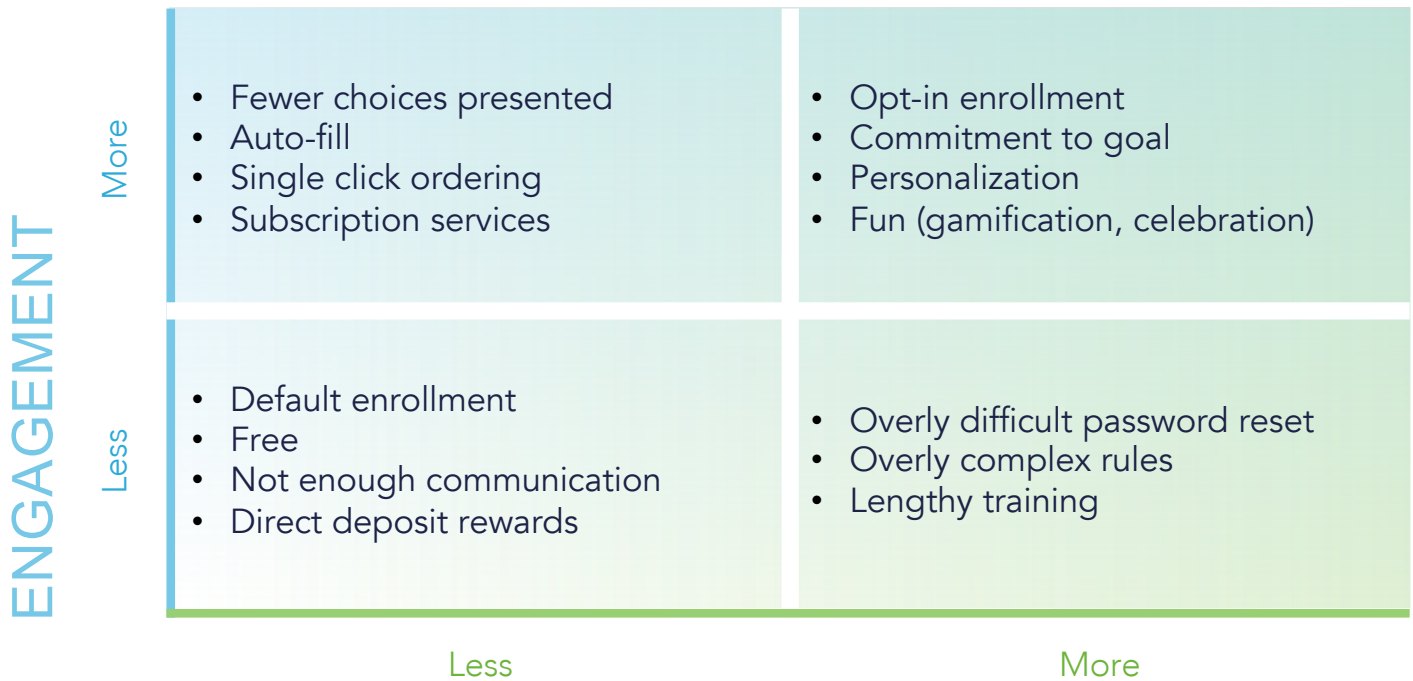 ENGAGEMENT
More
• Fewer choices presented
• Auto-fill
• Single click ordering
• Subscription services
• Opt-in enrollment
• Commitment to goal
• Personalization
• Fun (gamification, celebration)
Less
• Default enrollment
• Free
• Not enough communication
• Direct deposit rewards
• Overly difficult password reset
• Overly complex rules
• Lengthy training
Less
More